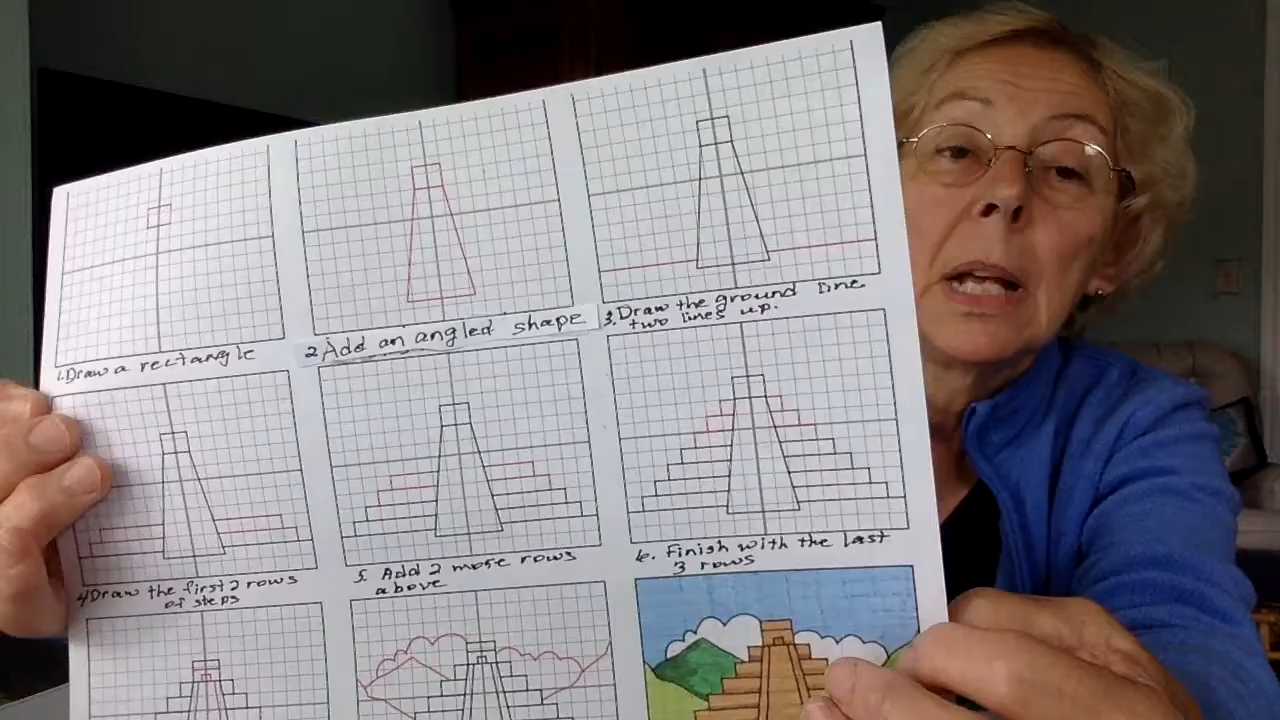 1. Draw a rectangle
2. Add an angled shape
3. Draw the ground line
two lines up.
4 Draw the first 2 rows
of steps
5. Add 2 more rows
above
6. Finish with the last
3 rows